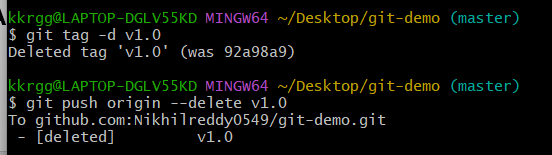 kkrgg@LAPTOP-DGLV55KD MINGW64 ~/Desktop/git-demo (master)
$ git tag -d v1.0
Deleted tag 'v1.0' (was 92a98a9)
kkrgg@LAPTOP-DGLV55KD MINGW64 ~/Desktop/git-demo (master)
$ git push origin --delete v1.0
To github.com:Nikhilreddy0549/git-demo.git
 - [deleted]         v1.0